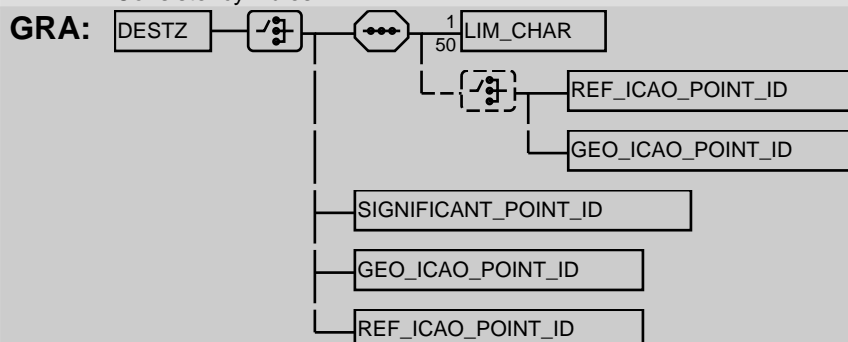 GRA: DESTZ 1 LIM_CHAR
50
REF_ICAO_POINT_ID
GEO_ICAO_POINT_ID
SIGNIFICANT_POINT_ID
GEO_ICAO_POINT_ID
REF_ICAO_POINT_ID